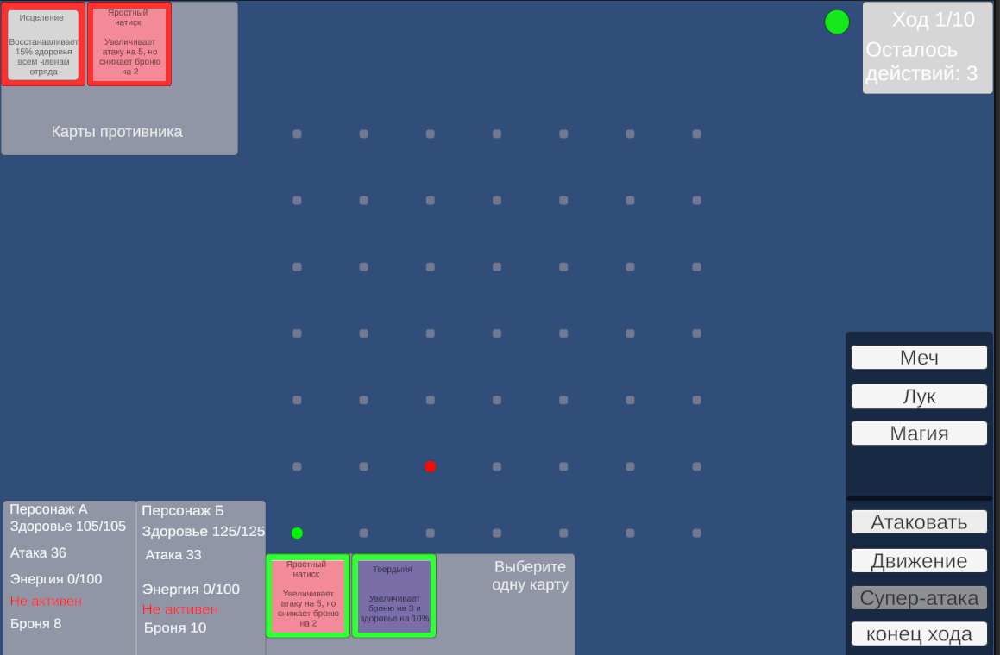 Исцеление
Восстанавливает
15% здоровья
всем членам
отряда
Яростный
натиск
Увеличивает
атаку на 5, но
снижает броню
на 2
Карты противника
Ход 1/10
Осталось
действий: 3
Меч
Лук
Магия
Атаковать
Движение
Супер-атака
конец хода
Персонаж А
Здоровье 105/105
Атака 36
Энергия 0/100
Не активен
Броня 8
Персонаж Б
Здоровье 125/125
Атака 33
Энергия 0/100
Не активен
Броня 10
Яростный
натиск
Увеличивает
атаку на 5, но
снижает броню
на 2
Твердыня
Увеличивает
броню на 3 и
здоровье на 10%
Выберите
одну карту